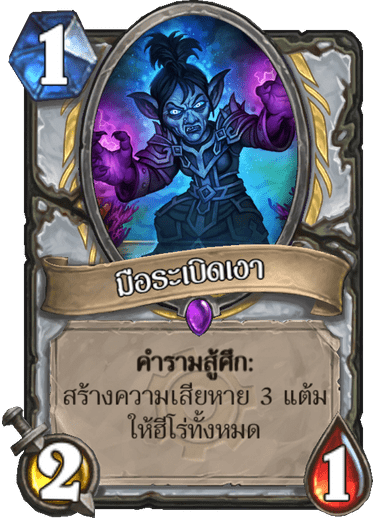 1
มือระเบิดเงา
คำรามสู้ศึก:
สร้างความเสียหาย 3 แต้ม
ให้ฮีโร่ทั้งหมด
2
1